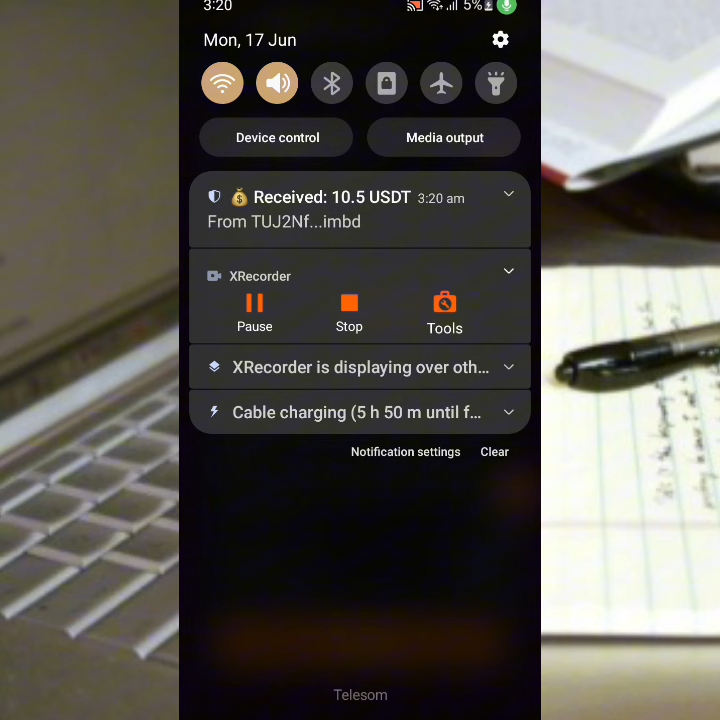 3:20
5%
Mon, 17 Jun
Device control
Media output
💰 Received: 10.5 USDT 3:20 am
From TUJ2Nf...imbd
XRecorder
Pause
Stop
Tools
XRecorder is displaying over oth...
Cable charging (5 h 50 m until f...
Notification settings
Clear
Telesom